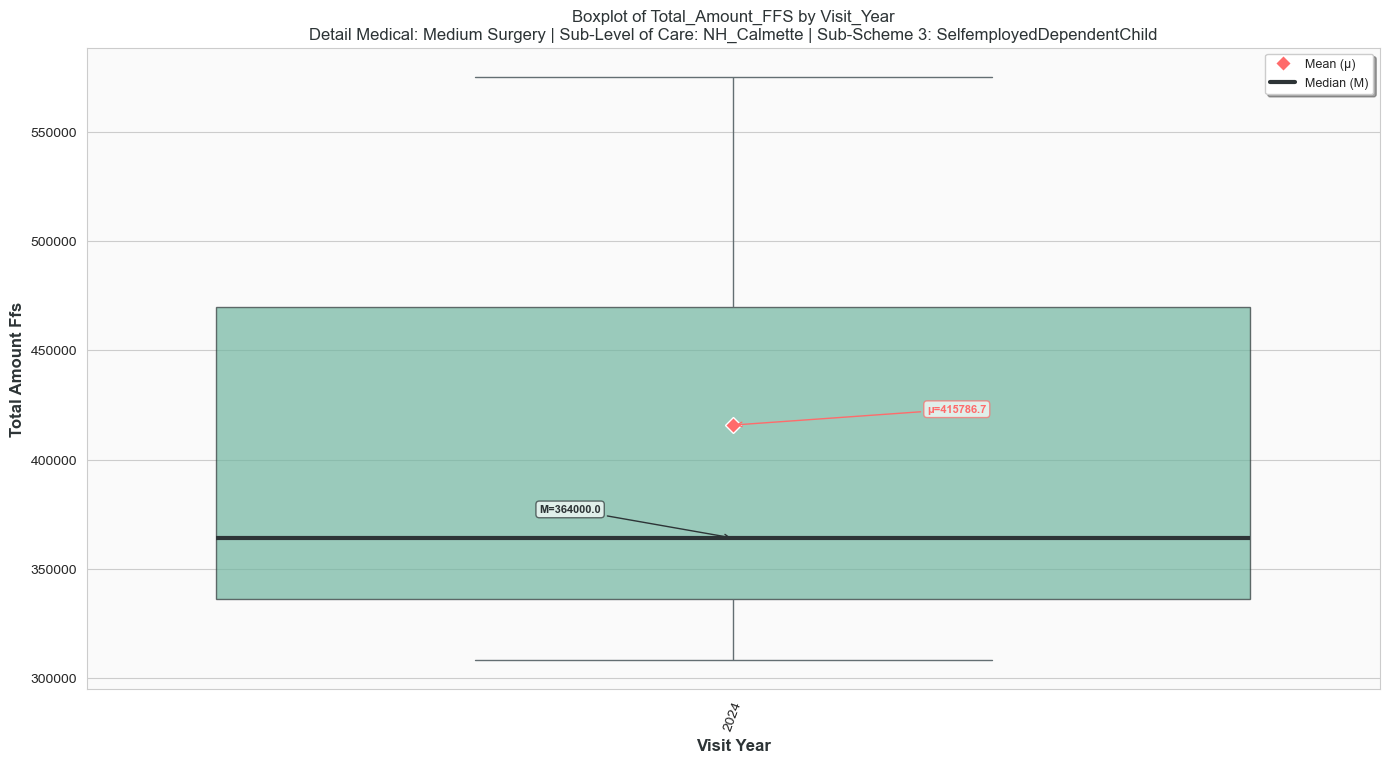 Boxplot of Total_Amount_FFS by Visit_Year
Detail Medical: Medium Surgery | Sub-Level of Care: NH_Calmette | Sub-Scheme 3: SelfemployedDependentChild
Mean (μ)
Median (M)
Total Amount Ffs
550000
500000
450000
400000
350000
300000
μ=415786.7
M=364000.0
2024
Visit Year